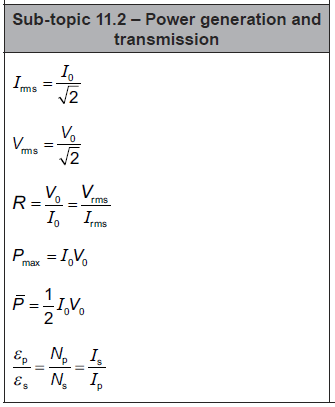 Sub-topic 11.2 – Power generation and
transmission
I_rms = I_0/√2
V_rms = V_0/√2
R = V_0/I_0 = V_rms/I_rms
P_max = I_0V_0
P̄ = 1/2 I_0V_0
ε_p/ε_s = N_p/N_s = I_s/I_p